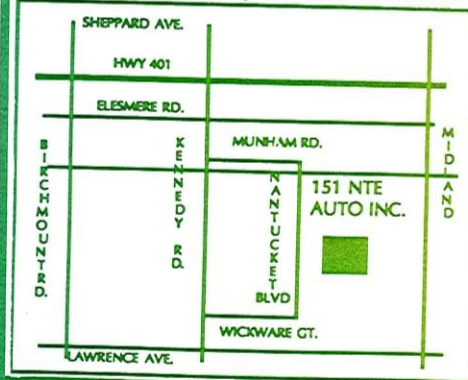 SHEPPARD AVE.
HWY 401
ELESMERE RD.
MUNHAM RD.
BIRCHMOUNT RD.
KENNEDY RD.
NANTUCKET BLVD
MIDLAND
151 NTE
AUTO INC.
WICKWARE GT.
LAWRENCE AVE.